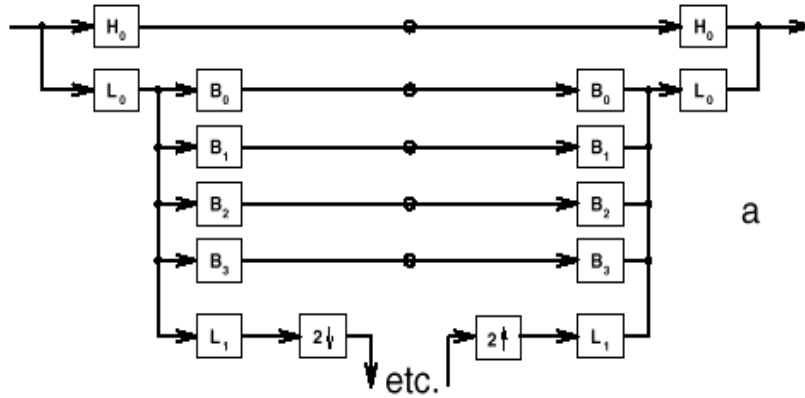 H₀ H₀
L₀ B₀ B₀ L₀
B₁ B₁
B₂ B₂
a
B₃ B₃
L₁ 2↓ 2↑ L₁
etc.